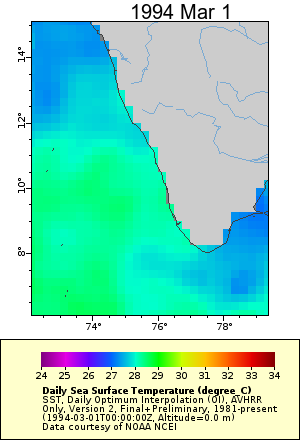 1994 Mar 1
14°
12°
10°
8°
74° 76° 78°
24 25 26 27 28 29 30 31 32 33 34
Daily Sea Surface Temperature (degree_C)
SST, Daily Optimum Interpolation (OI), AVHRR
Only, Version 2, Final+Preliminary, 1981-present
(1994-03-01T00:00:00Z, Altitude=0.0 m)
Data courtesy of NOAA NCEI